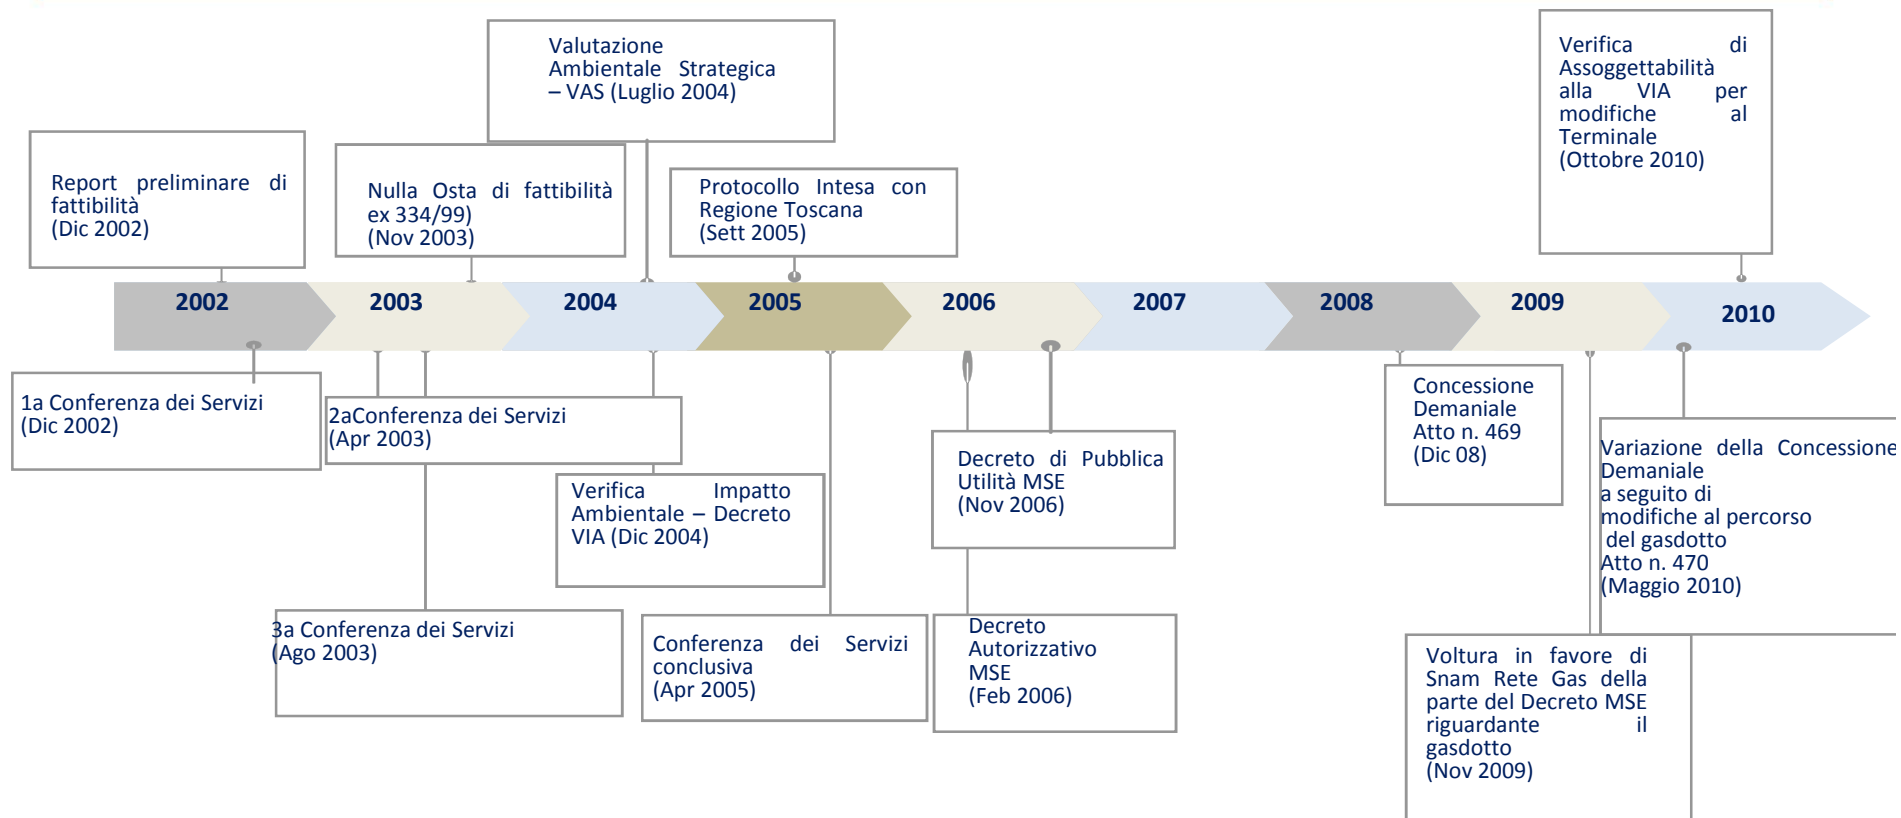 Valutazione
Ambientale Strategica
– VAS (Luglio 2004)
Verifica di
Assoggettabilità
alla VIA per
modifiche al
Terminale
(Ottobre 2010)
Report preliminare di
fattibilità
(Dic 2002)
Nulla Osta di fattibilità
ex 334/99)
(Nov 2003)
Protocollo Intesa con
Regione Toscana
(Sett 2005)
2002
2003
2004
2005
2006
2007
2008
2009
2010
1a Conferenza dei Servizi
(Dic 2002)
2aConferenza dei Servizi
(Apr 2003)
Verifica Impatto
Ambientale – Decreto
VIA (Dic 2004)
3a Conferenza dei Servizi
(Ago 2003)
Conferenza dei Servizi
conclusiva
(Apr 2005)
Decreto di Pubblica
Utilità MSE
(Nov 2006)
Decreto
Autorizzativo
MSE
(Feb 2006)
Concessione
Demaniale
Atto n. 469
(Dic 08)
Variazione della Concessione
Demaniale
a seguito di
modifiche al percorso
del gasdotto
Atto n. 470
(Maggio 2010)
Voltura in favore di
Snam Rete Gas della
parte del Decreto MSE
riguardante il
gasdotto
(Nov 2009)